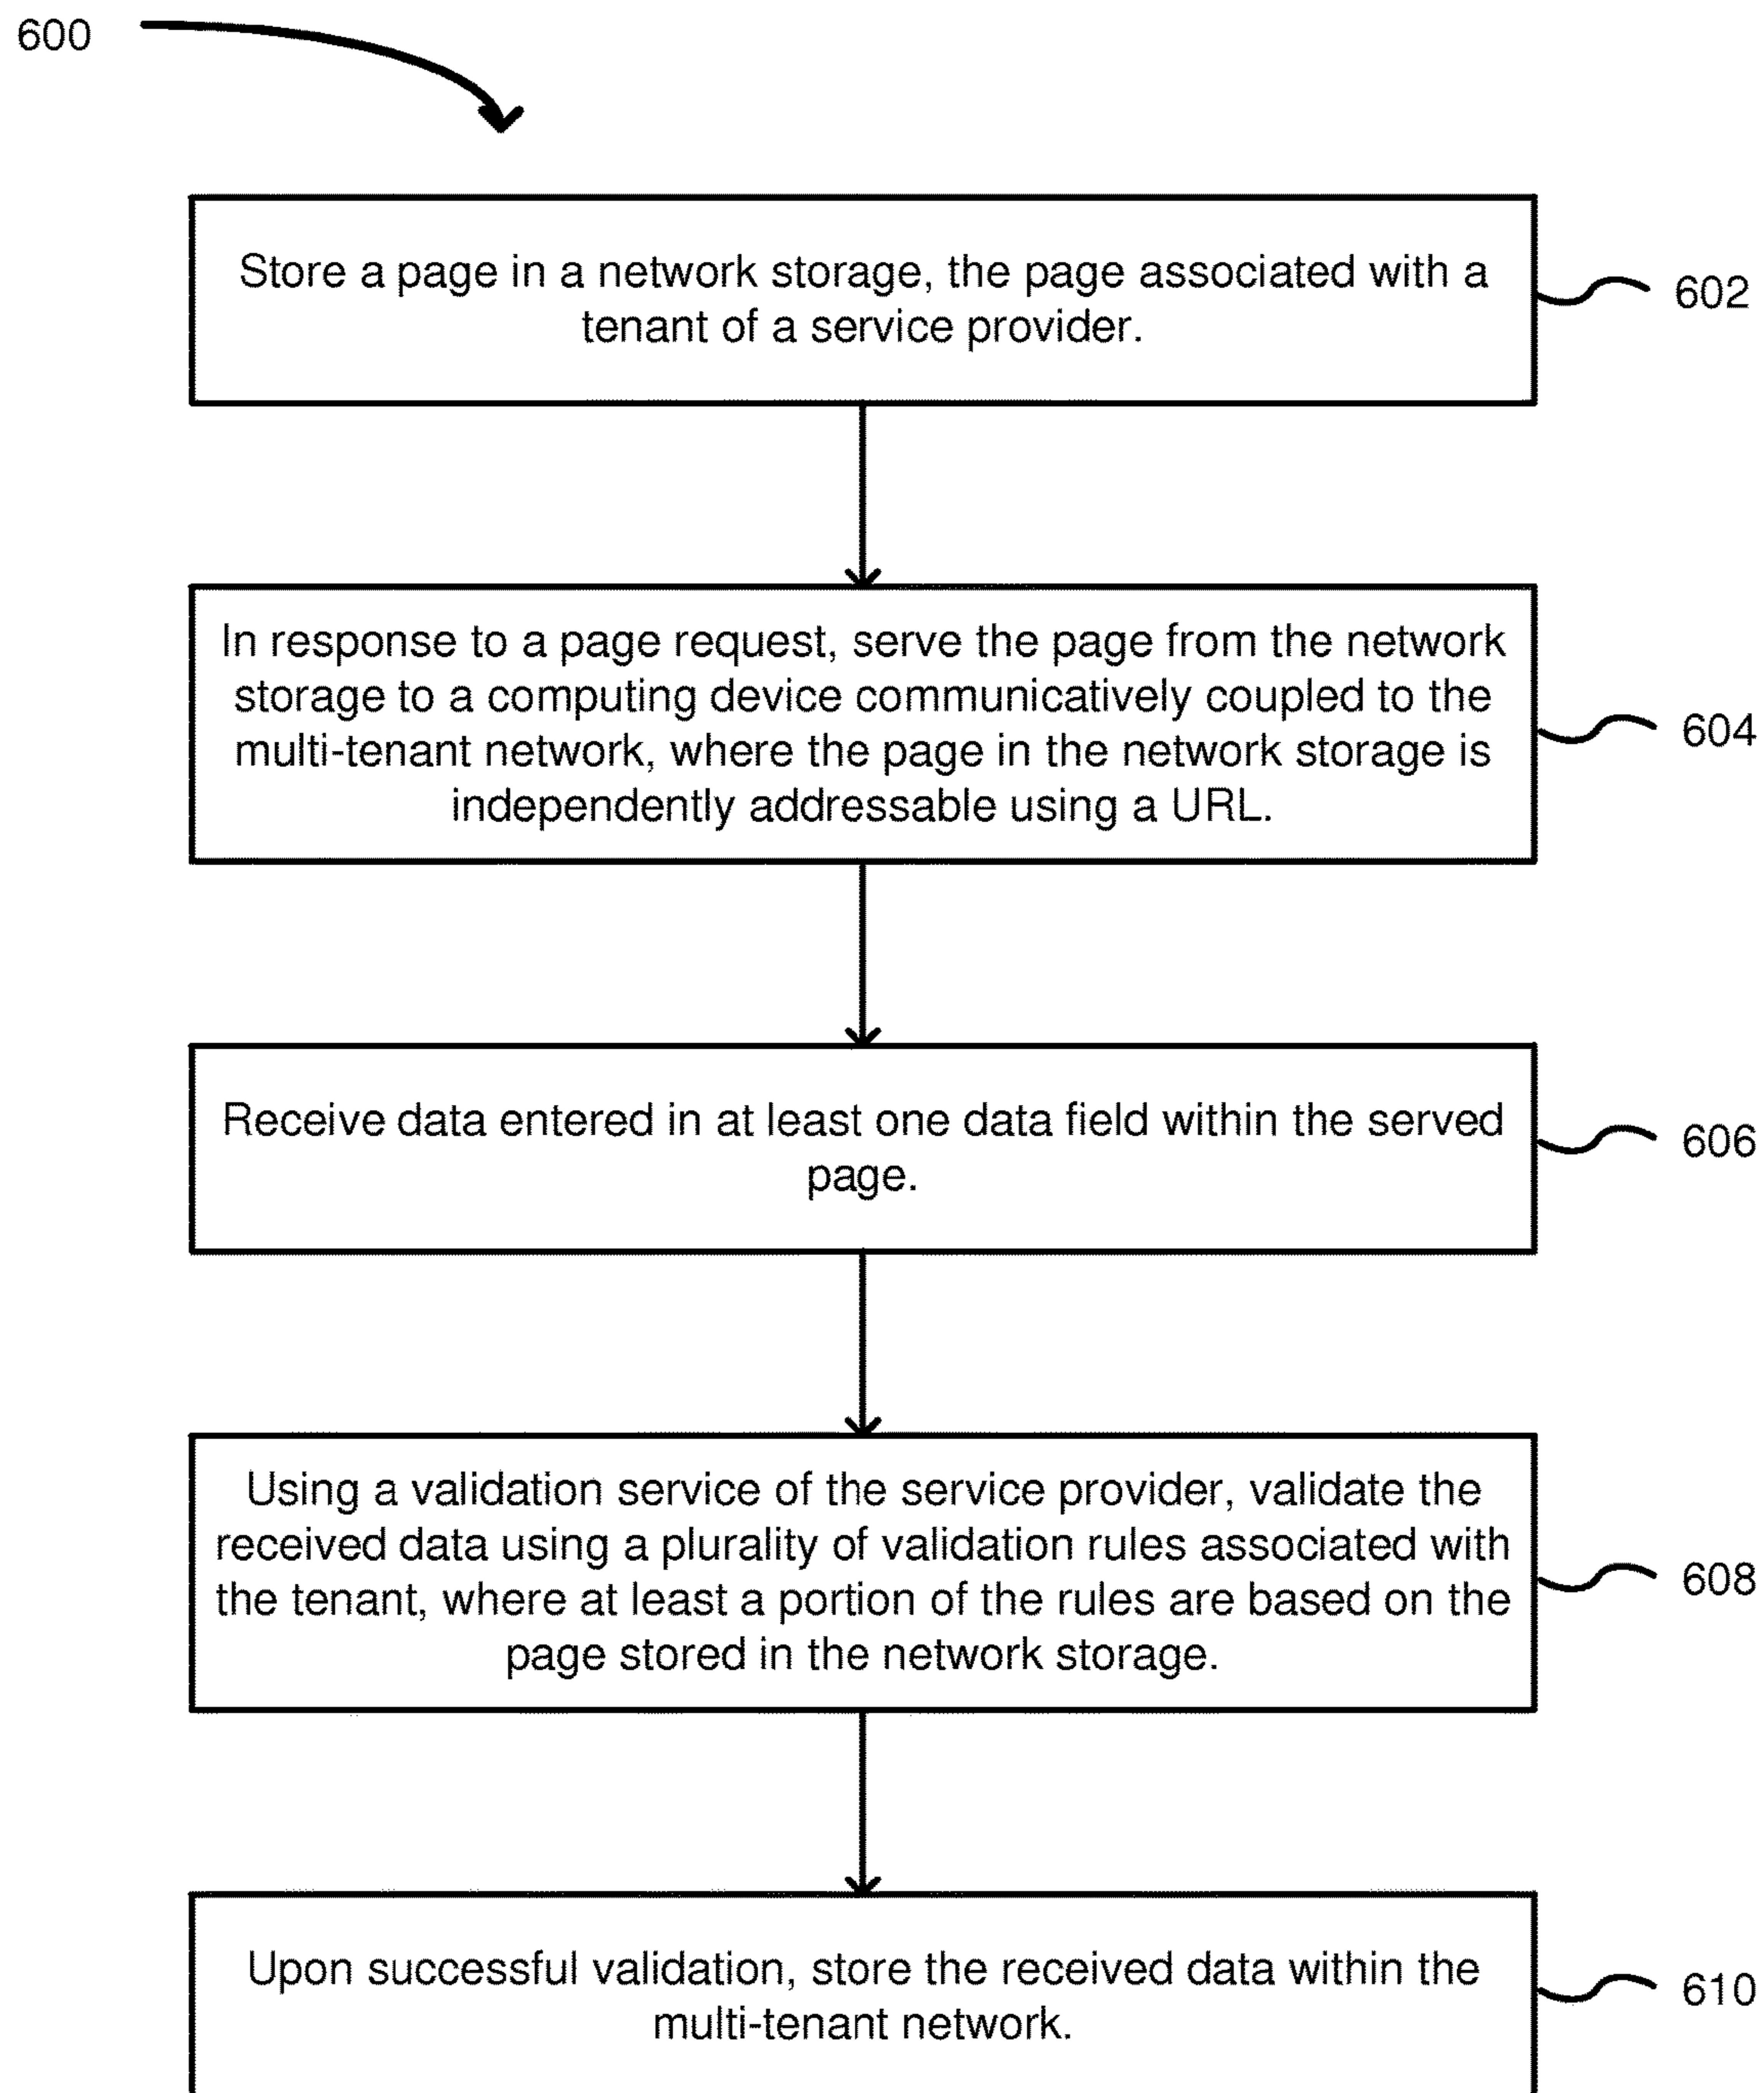 600
Store a page in a network storage, the page associated with a
tenant of a service provider.
602
In response to a page request, serve the page from the network
storage to a computing device communicatively coupled to the
multi-tenant network, where the page in the network storage is
independently addressable using a URL.
604
Receive data entered in at least one data field within the served
page.
606
Using a validation service of the service provider, validate the
received data using a plurality of validation rules associated with
the tenant, where at least a portion of the rules are based on the
page stored in the network storage.
608
Upon successful validation, store the received data within the
multi-tenant network.
610